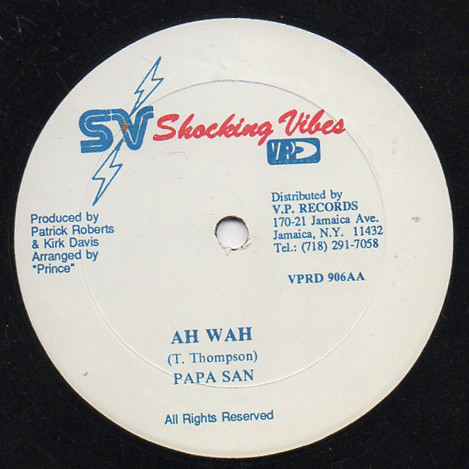 SV Shocking Vibes
VP
Distributed by
V.P. RECORDS
170-21 Jamaica Ave.
Jamaica, N.Y. 11432
Tel.: (718) 291-7058
Produced by
Patrick Roberts
& Kirk Davis
Arranged by
"Prince"
VPRD 906AA
AH WAH
(T. Thompson)
PAPA SAN
All Rights Reserved